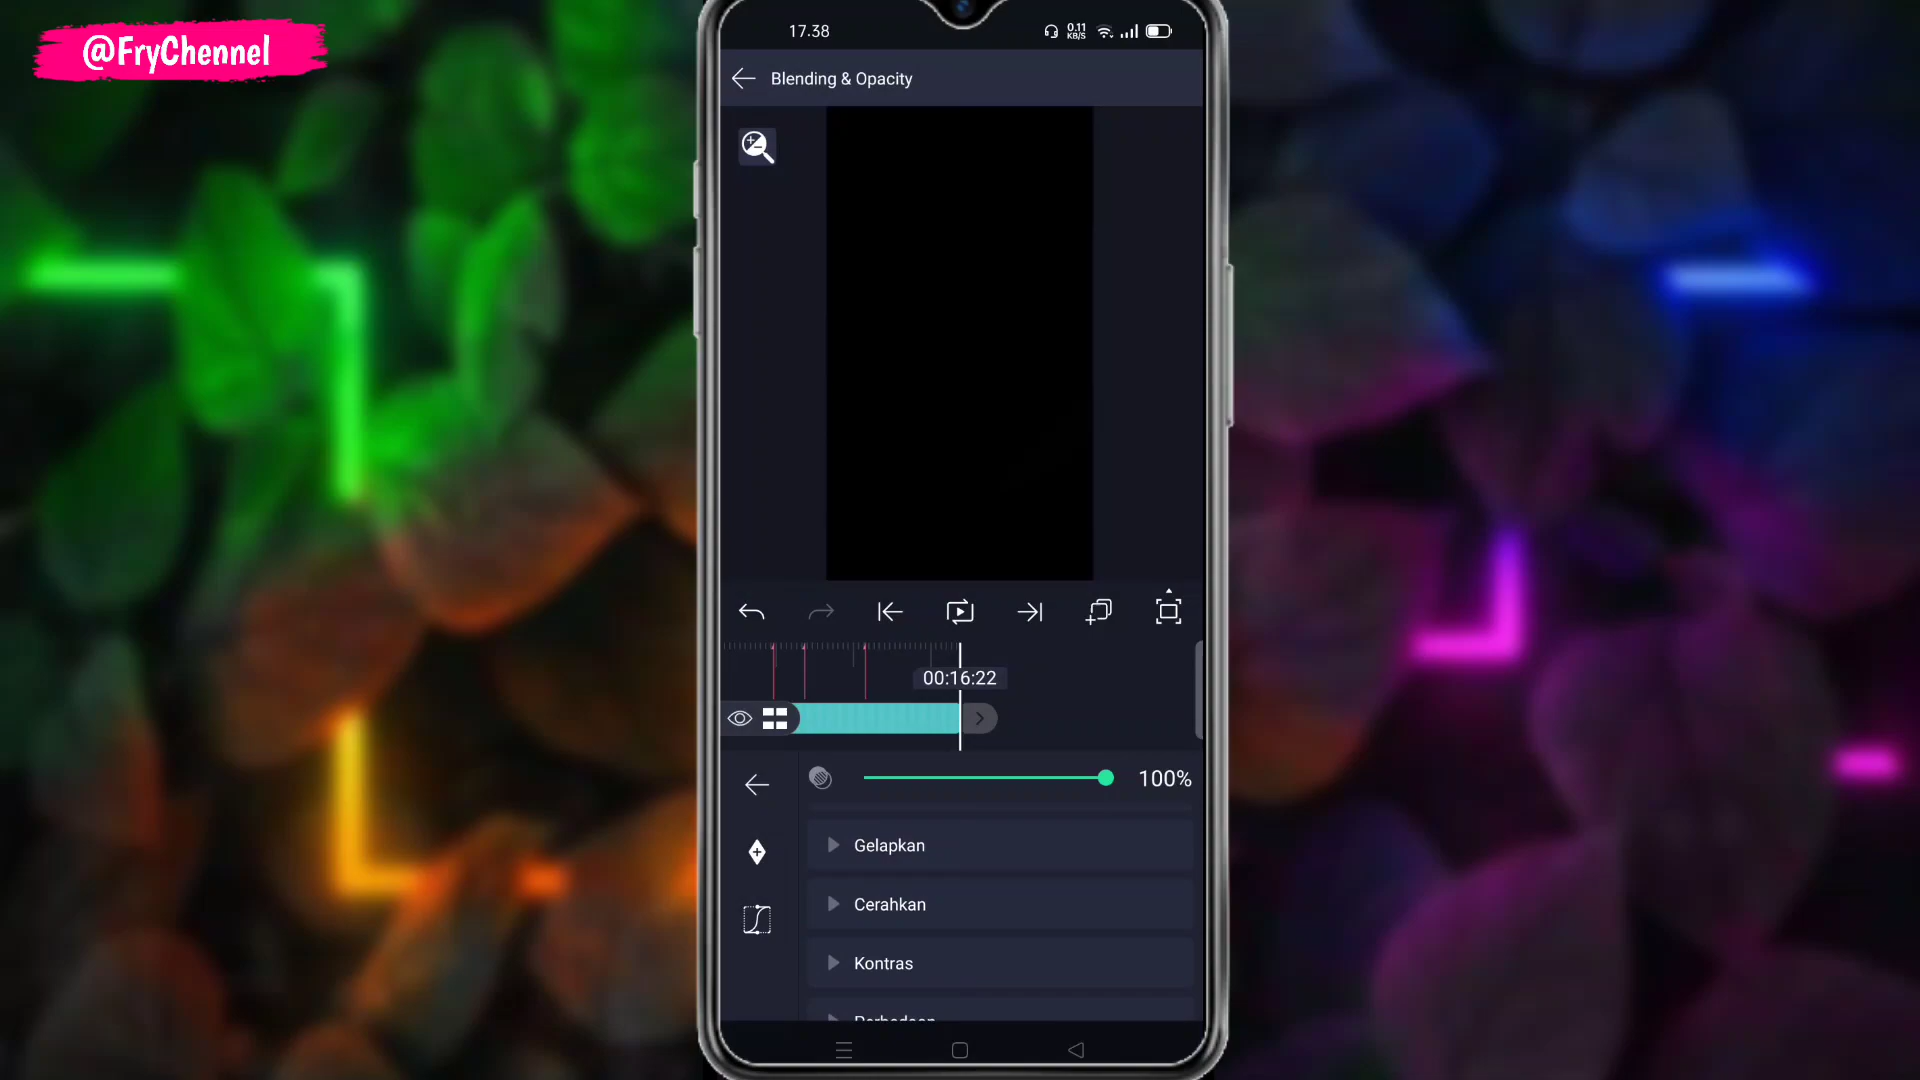 @FryChennel
17.38
0.11
KB/S
Blending & Opacity
00:16:22
100%
Gelapkan
Cerahkan
Kontras
Perbedaan